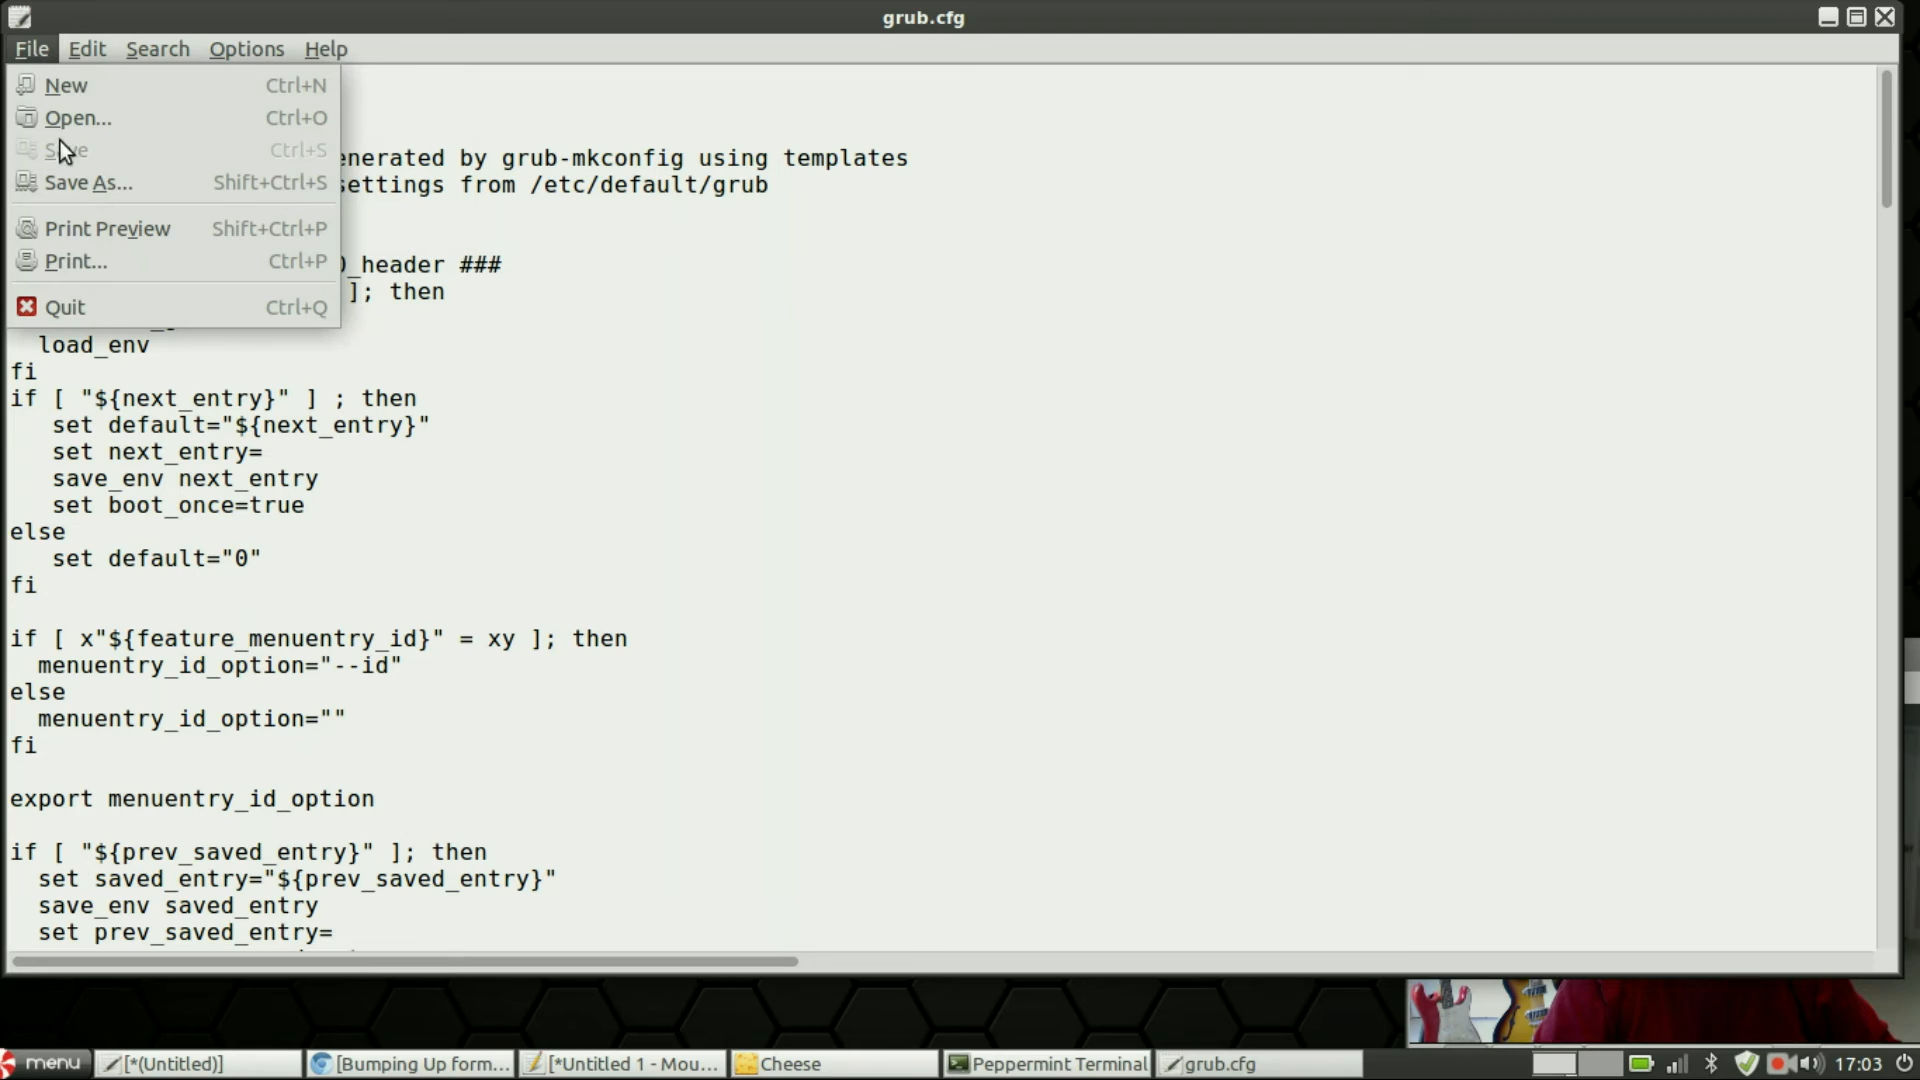 grub.cfg
File Edit Search Options Help
New Ctrl+N
Open... Ctrl+O
Save Ctrl+S
Save As... Shift+Ctrl+S
Print Preview Shift+Ctrl+P
Print... Ctrl+P
Quit Ctrl+Q
enerated by grub-mkconfig using templates
settings from /etc/default/grub
_header ###
]; then
load_env
fi
if [ "${next_entry}" ] ; then
set default="${next_entry}"
set next_entry=
save_env next_entry
set boot_once=true
else
set default="0"
fi
if [ x"${feature_menuentry_id}" = xy ]; then
menuentry_id_option="--id"
else
menuentry_id_option=""
fi
export menuentry_id_option
if [ "${prev_saved_entry}" ]; then
set saved_entry="${prev_saved_entry}"
save_env saved_entry
set prev_saved_entry=
menu [*(Untitled)] [Bumping Up form... [*Untitled 1 - Mou... Cheese Peppermint Terminal grub.cfg 17:03